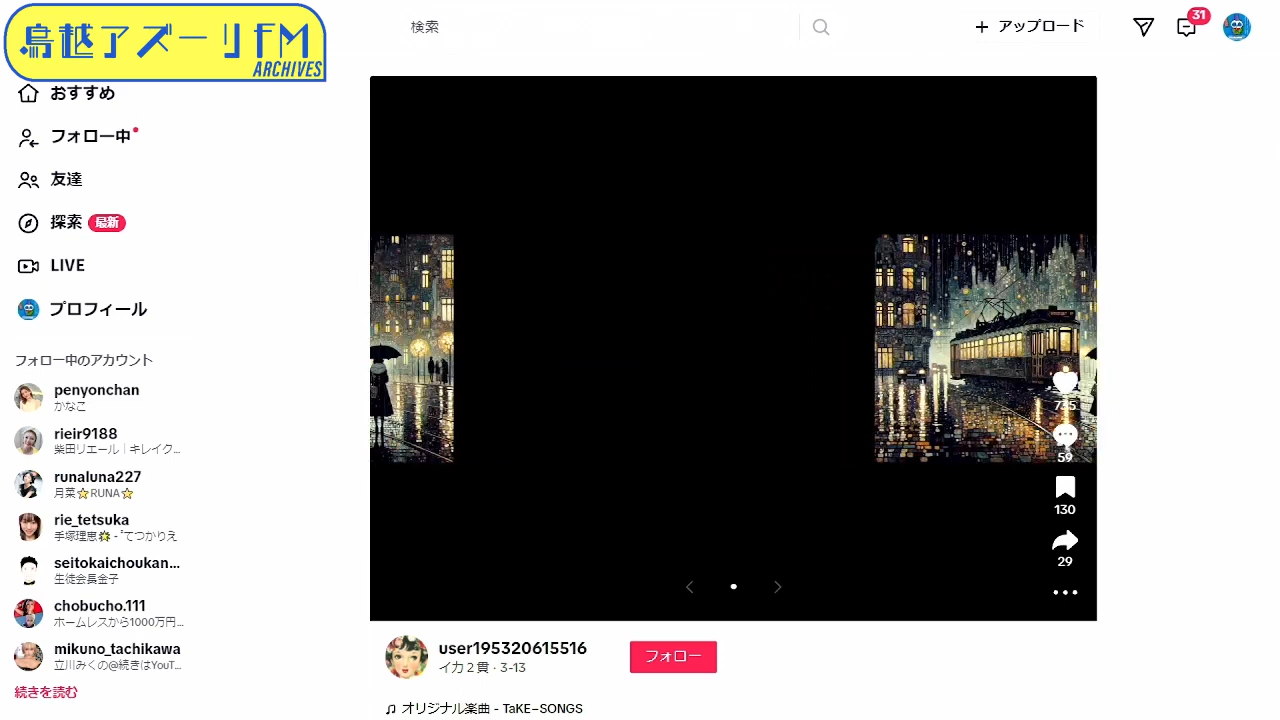 鳥越アズーリFM
ARCHIVES
検索
アップロード
31
おすすめ
フォロー中
友達
探索 最新
LIVE
プロフィール
フォロー中のアカウント
penyonchan
かなこ
rieir9188
柴田リエール｜キレイク...
runaluna227
月菜⭐RUNA⭐
rie_tetsuka
手塚理恵💥 - ﾟてつかりえ
seitokaichoukan...
生徒会長金子
chobucho.111
ホームレスから1000万円...
mikuno_tachikawa
立川みくの@続きはYouT...
続きを読む
735
59
130
29
user195320615516
イカ２貫 · 3-13
フォロー
♫ オリジナル楽曲 - TaKE−SONGS